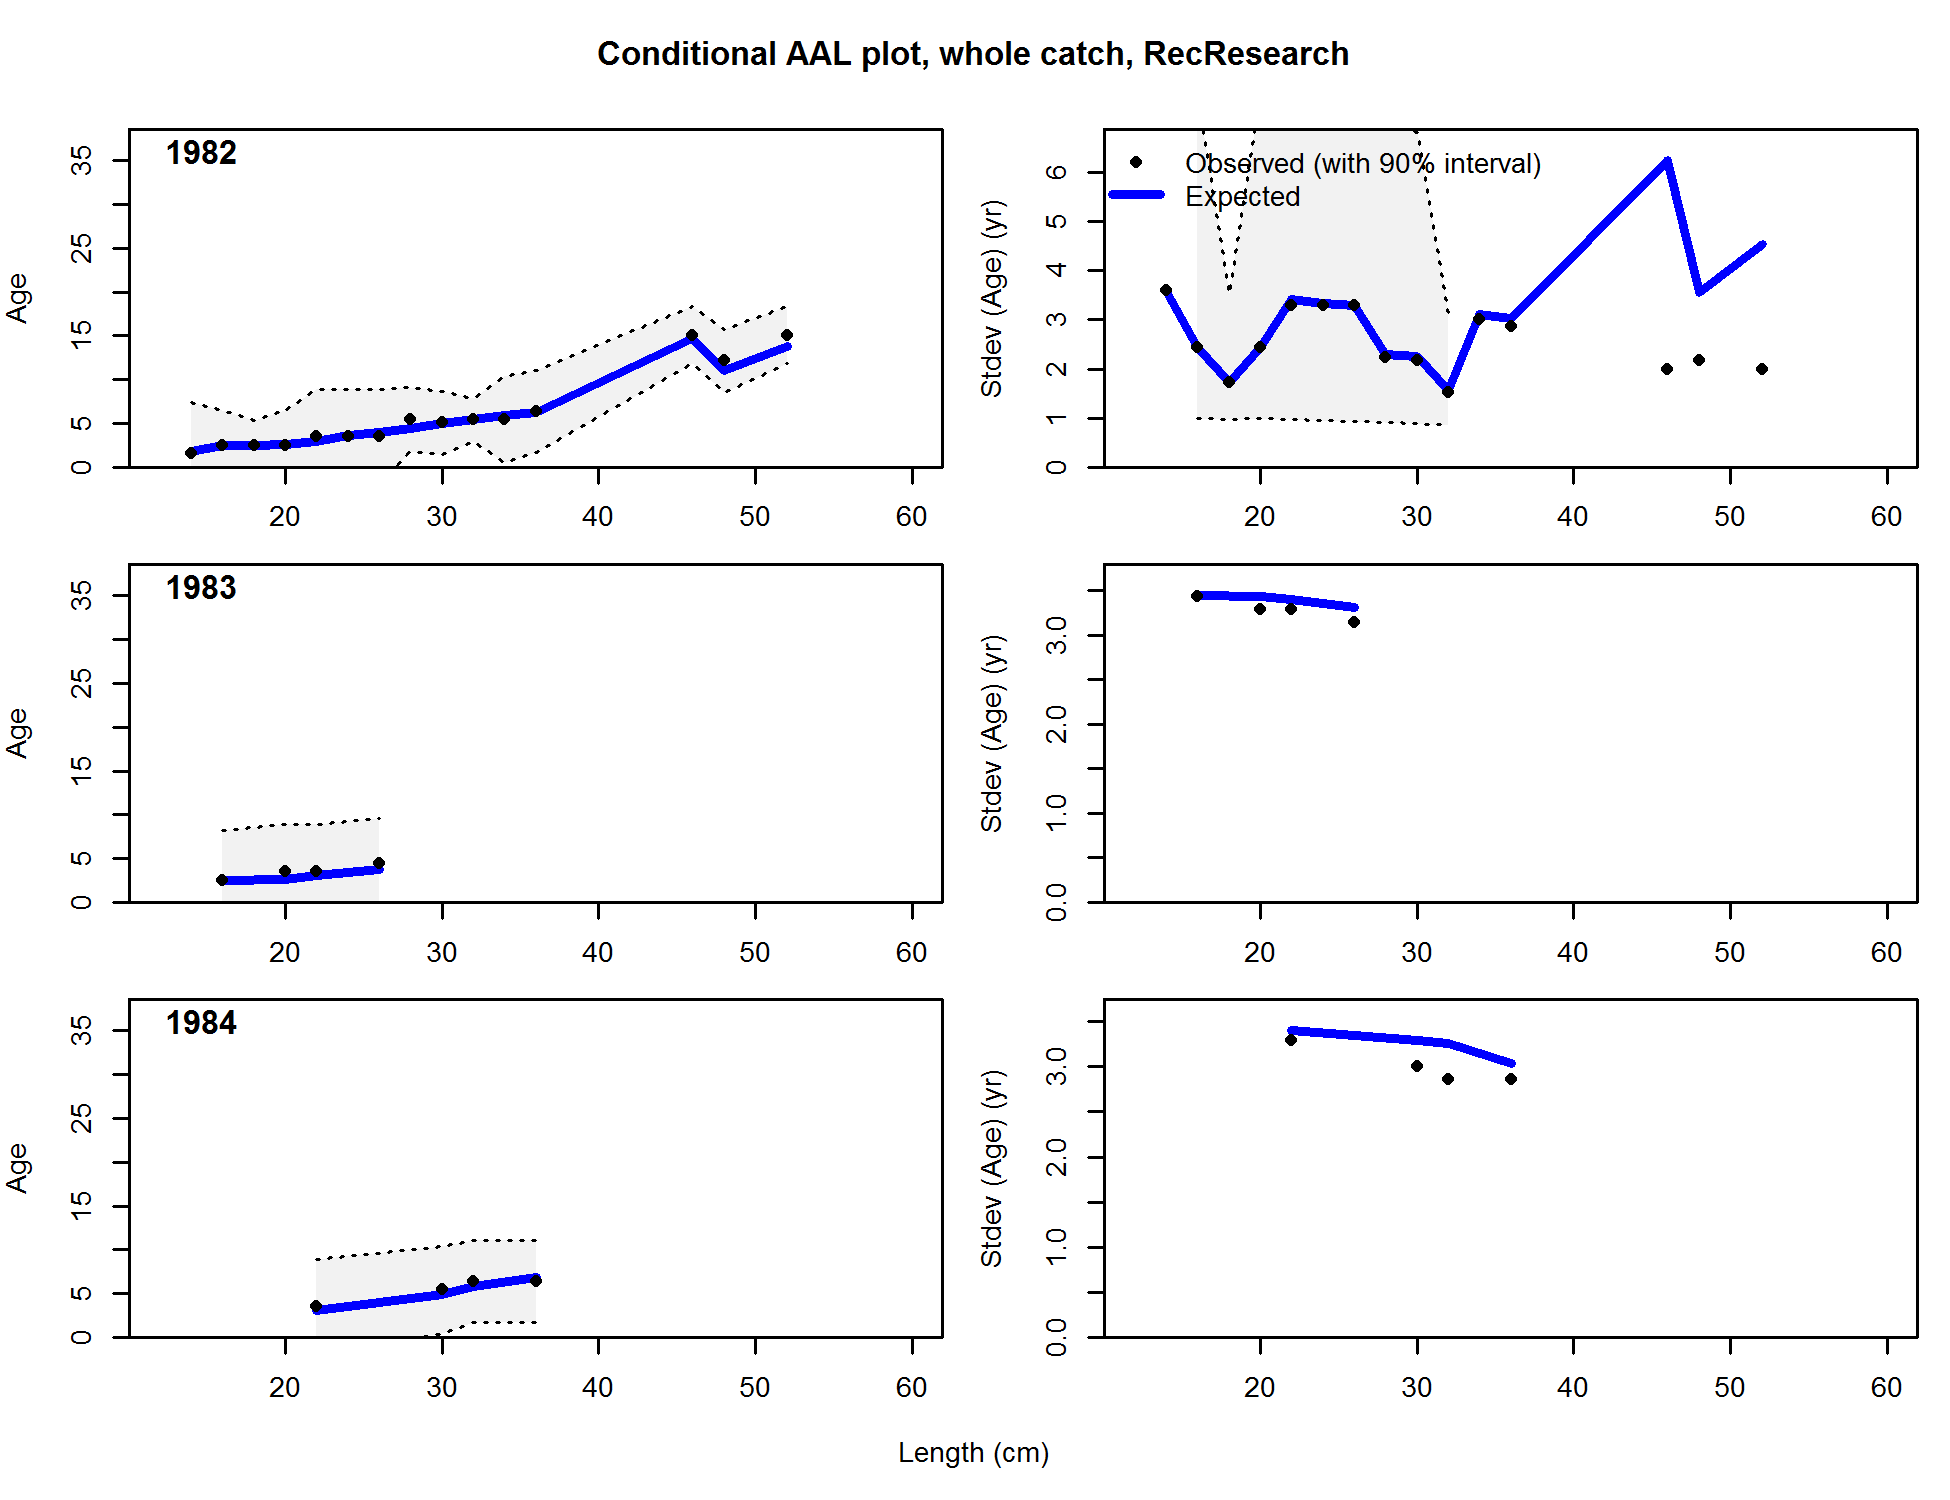 Conditional AAL plot, whole catch, RecResearch
1982
Age
0 5 15 25 35
20 30 40 50 60
Observed (with 90% interval)
Expected
Stdev (Age) (yr)
0 1 2 3 4 5 6
20 30 40 50 60
1983
Age
0 5 15 25 35
20 30 40 50 60
Stdev (Age) (yr)
0.0 1.0 2.0 3.0
20 30 40 50 60
1984
Age
0 5 15 25 35
20 30 40 50 60
Stdev (Age) (yr)
0.0 1.0 2.0 3.0
20 30 40 50 60
Length (cm)